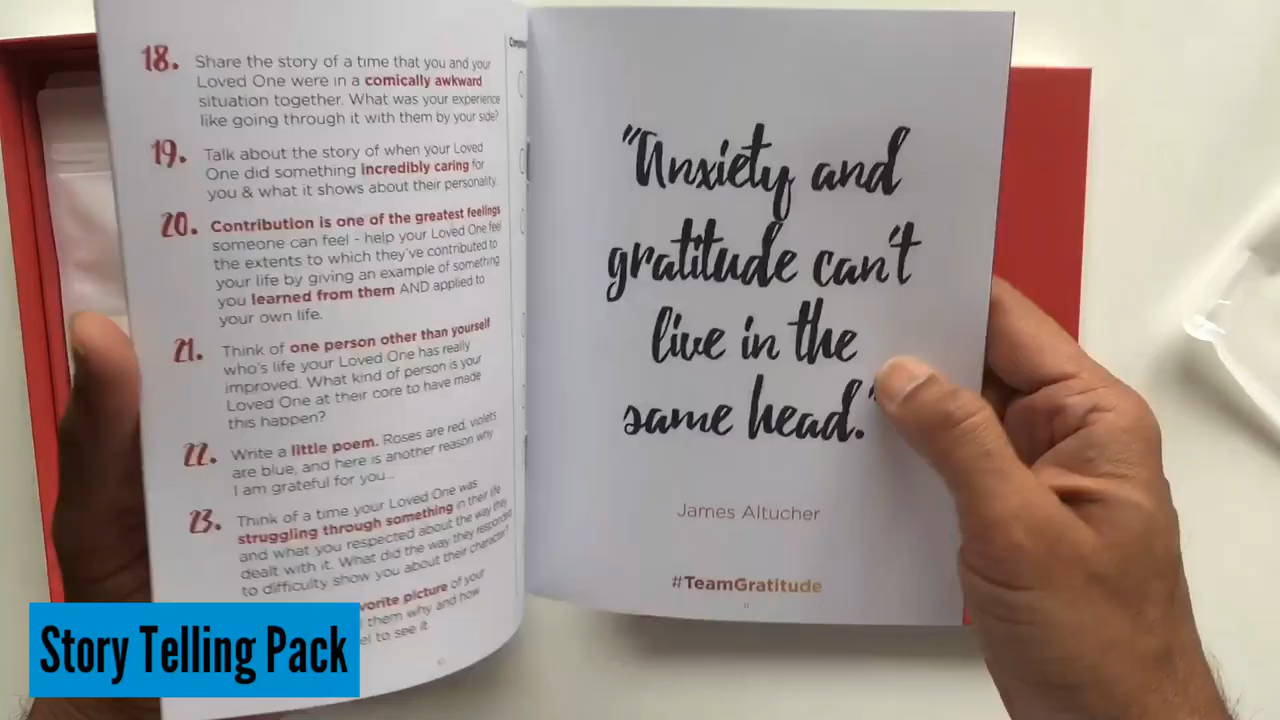 18. Share the story of a time that you and your
Loved One were in a comically awkward
situation together. What was your experience
like going through it with them by your side?
19. Talk about the story of when your Loved
One did something incredibly caring for
you & what it shows about their personality.
20. Contribution is one of the greatest feelings
someone can feel - help your Loved One feel
the extents to which they've contributed to
your life by giving an example of something
you learned from them AND applied to
your own life.
21. Think of one person other than yourself
who's life your Loved One has really
improved. What kind of person is your
Loved One at their core to have made
this happen?
22. Write a little poem. Roses are red, violets
are blue, and here is another reason why
I am grateful for you...
23. Think of a time your Loved One was
struggling through something in their life
and what you respected about the way they
dealt with it. What did the way they responded
to difficulty show you about their character?
picture of your
them why and how
to see it
"Anxiety and
gratitude can't
live in the
same head."
James Altucher
#TeamGratitude
11
Story Telling Pack